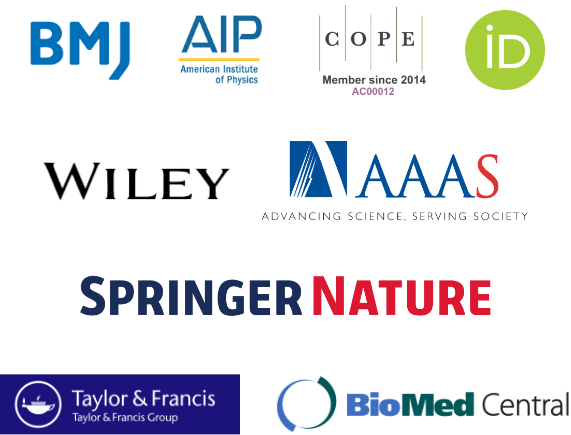 BMJ
AIP
American Institute
of Physics
COPE
Member since 2014
AC00012
iD
WILEY
AAAS
ADVANCING SCIENCE, SERVING SOCIETY
SPRINGER NATURE
Taylor & Francis
Taylor & Francis Group
BioMed Central